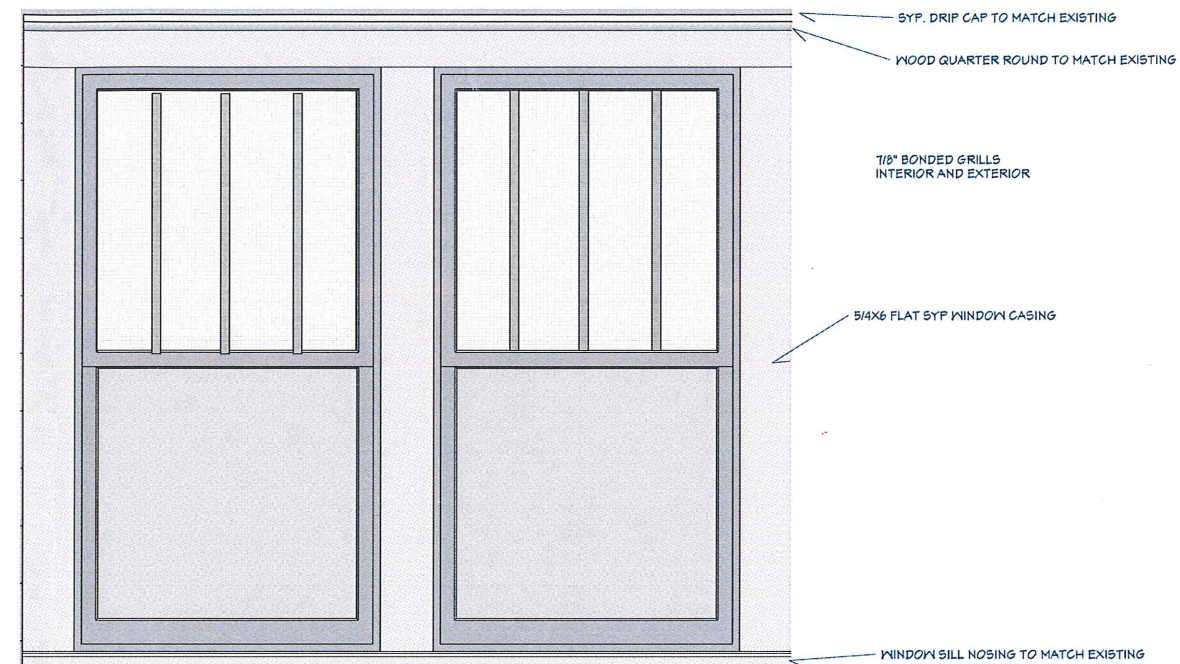 SYP. DRIP CAP TO MATCH EXISTING
WOOD QUARTER ROUND TO MATCH EXISTING
7/8" BONDED GRILLS
INTERIOR AND EXTERIOR
5/4X6 FLAT SYP WINDOW CASING
WINDOW SILL NOSING TO MATCH EXISTING